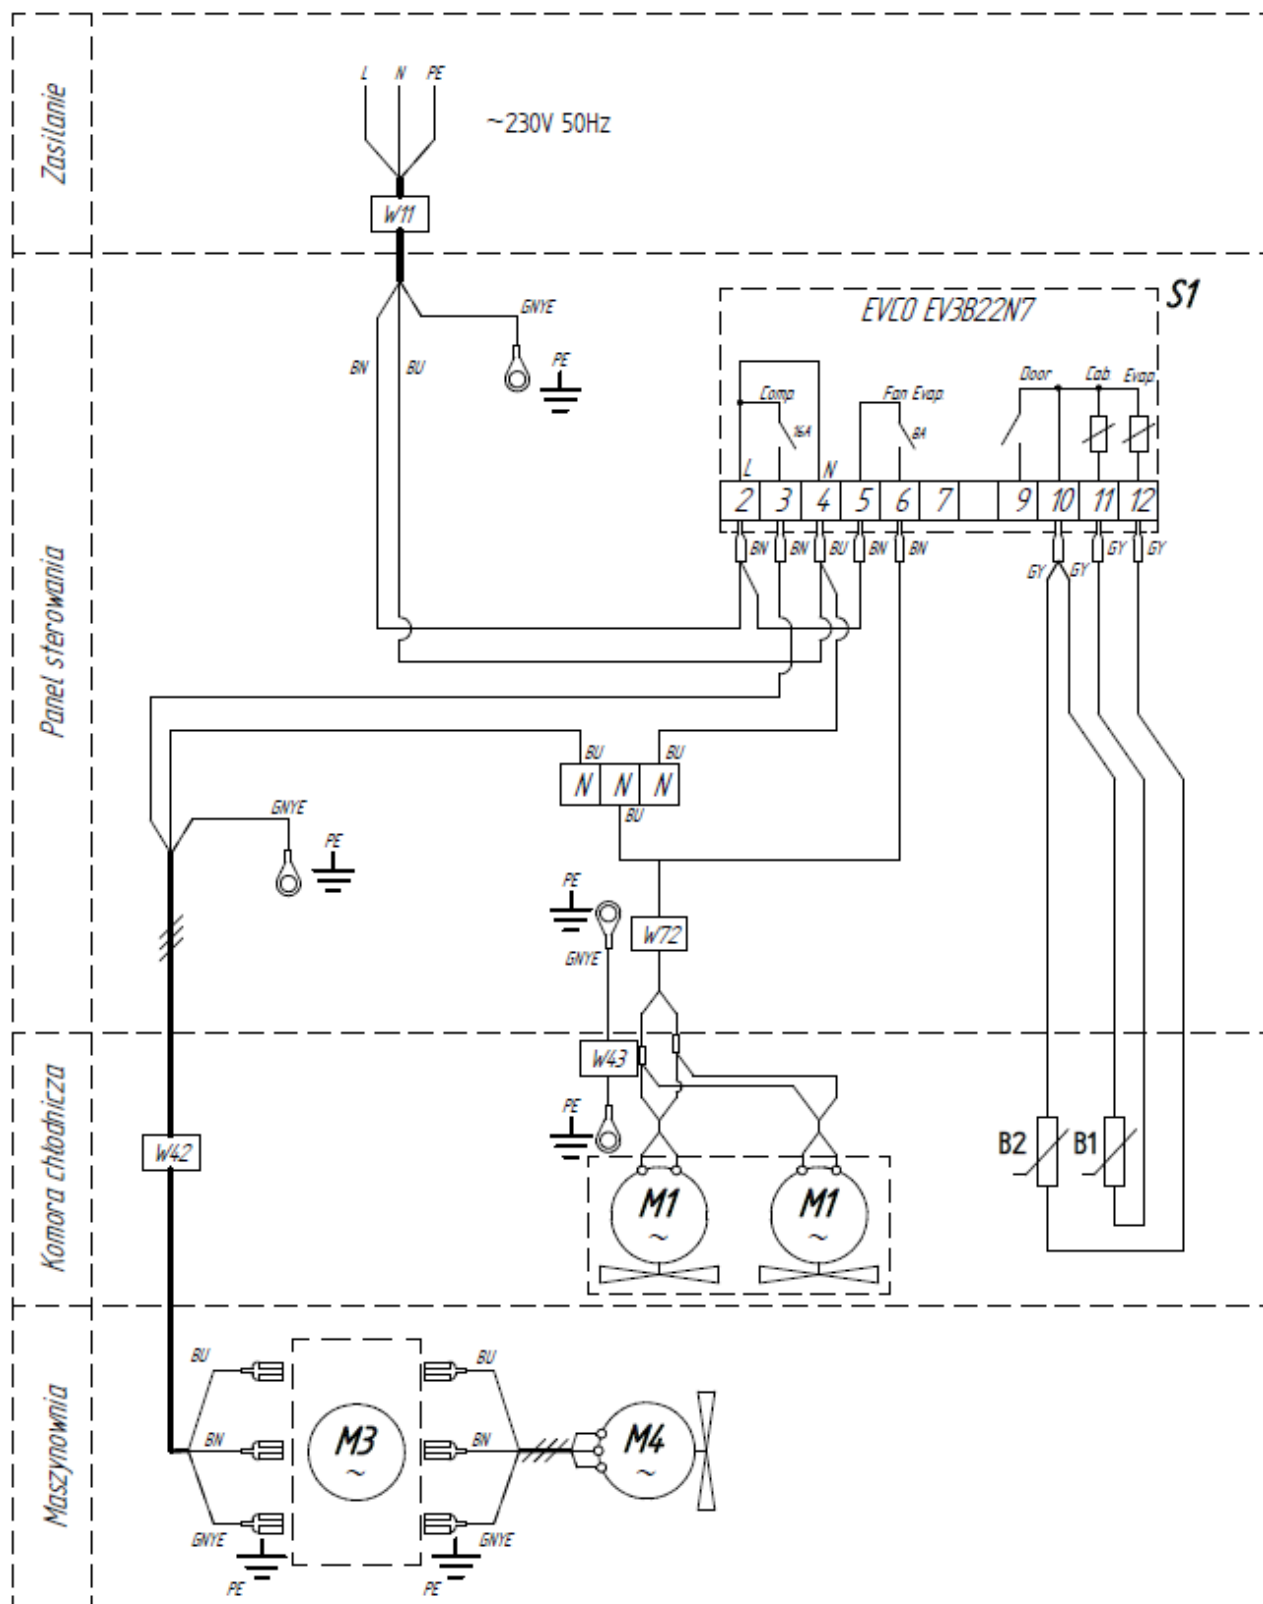 Zasilanie
L N PE
~230V 50Hz
W11
Panel sterowania
GNYE
BN
BU
PE
S1
EVCO EV3B22N7
Door Cab. Evap.
Comp.
Fan Evap.
16A
8A
L
N
2 3 4 5 6 7 9 10 11 12
BN BN BU BN BN
GY GY GY GY
BU BU
N N N
BU
GNYE
PE
PE
GNYE
W72
Komora chłodnicza
W43
PE
W42
B2
B1
M1
~
M1
~
Maszynownia
BU
BN
GNYE
PE
M3
~
BU
BN
GNYE
PE
M4
~